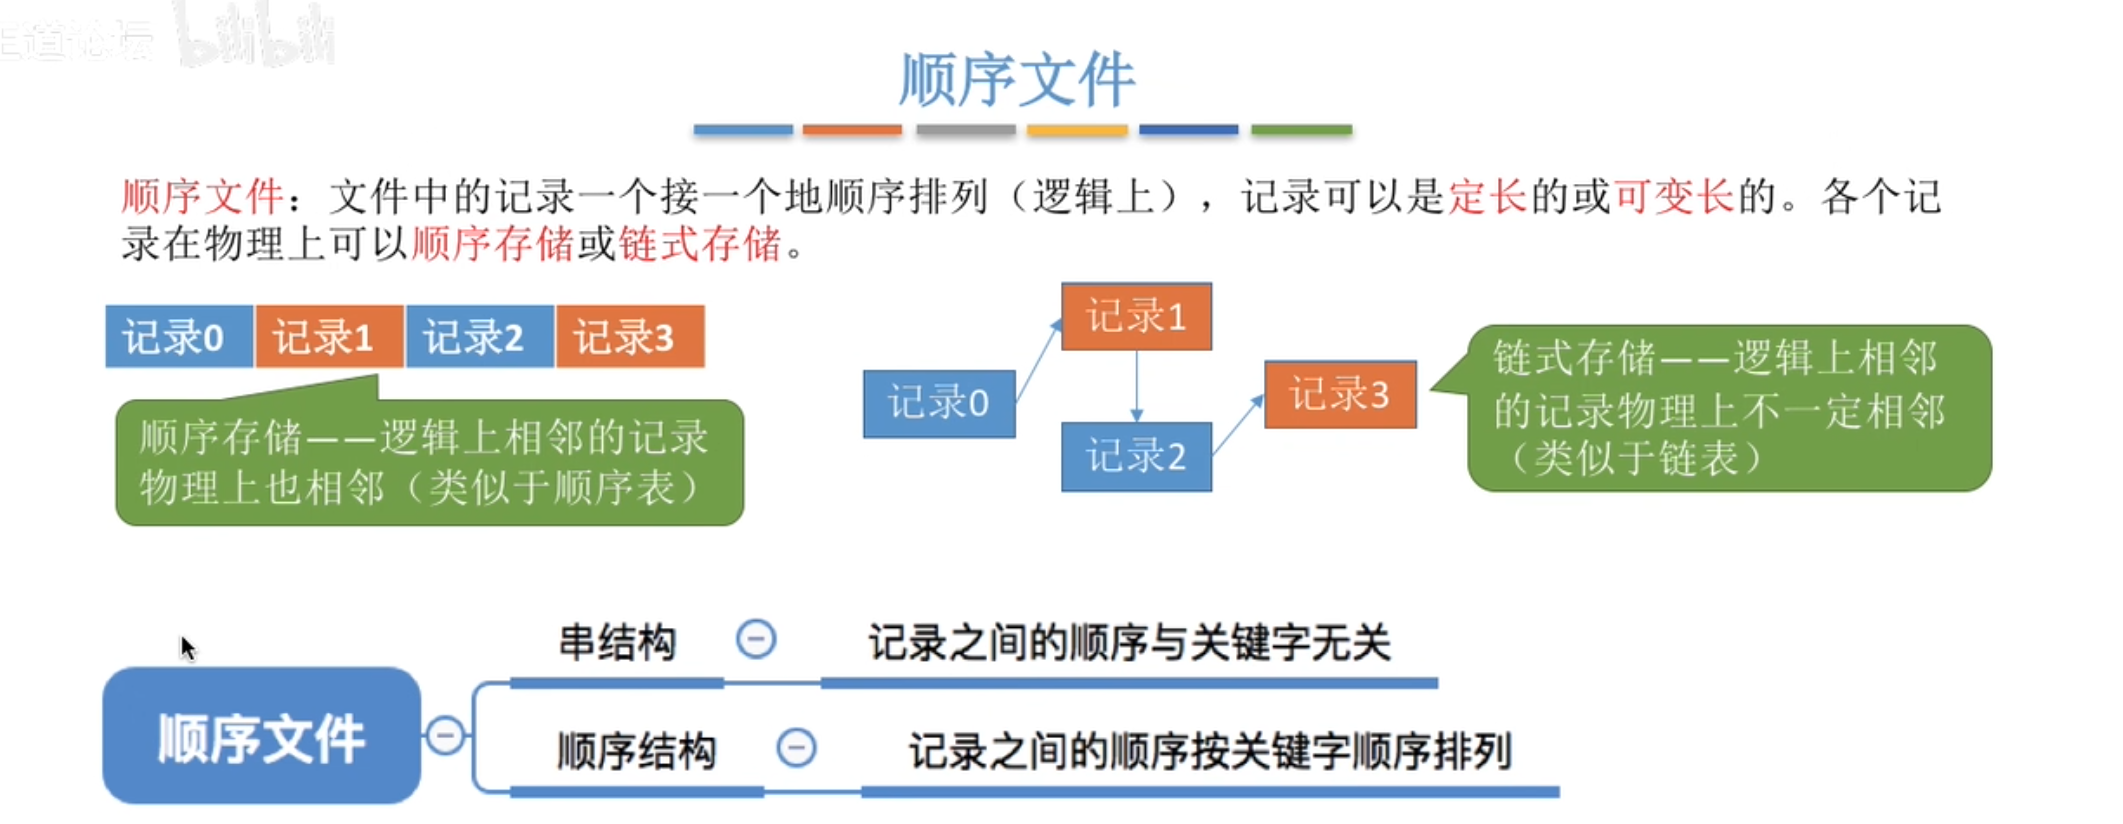 王道论坛 bilibili
顺序文件
顺序文件：文件中的记录一个接一个地顺序排列（逻辑上），记录可以是定长的或可变长的。各个记
录在物理上可以顺序存储或链式存储。
记录0 记录1 记录2 记录3
顺序存储——逻辑上相邻的记录
物理上也相邻（类似于顺序表）
记录0
记录1
记录2
记录3
链式存储——逻辑上相邻
的记录物理上不一定相邻
（类似于链表）
顺序文件
串结构
记录之间的顺序与关键字无关
顺序结构
记录之间的顺序按关键字顺序排列